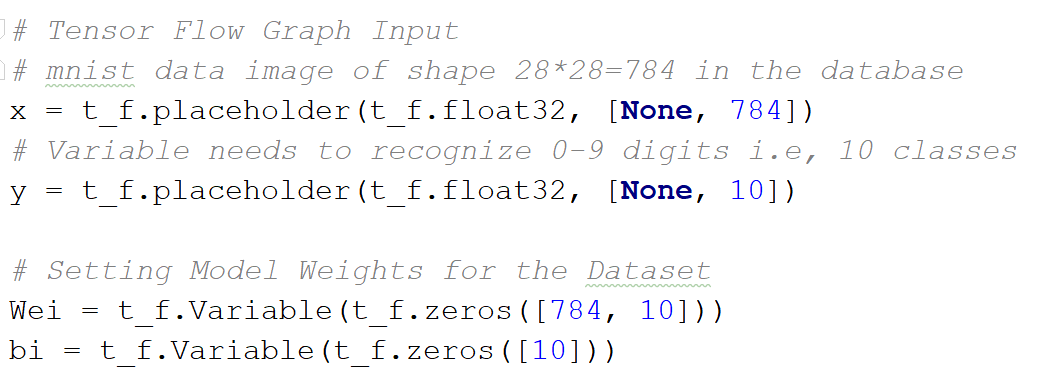 # Tensor Flow Graph Input
# mnist data image of shape 28*28=784 in the database
x = t_f.placeholder(t_f.float32, [None, 784])
# Variable needs to recognize 0-9 digits i.e, 10 classes
y = t_f.placeholder(t_f.float32, [None, 10])
# Setting Model Weights for the Dataset
Wei = t_f.Variable(t_f.zeros([784, 10]))
bi = t_f.Variable(t_f.zeros([10]))